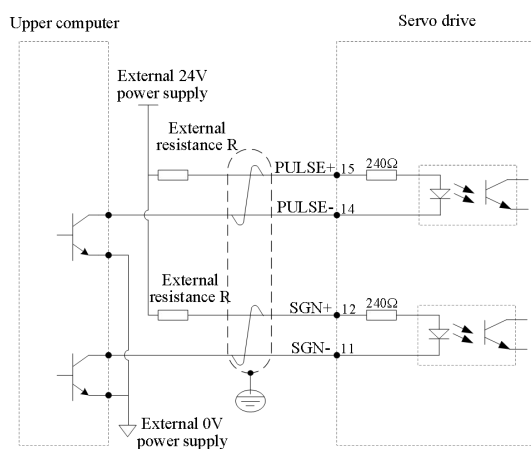 Upper computer
Servo drive
External 24V
power supply
External
resistance R
PULSE+ 15 240Ω
PULSE- 14
External
resistance R
SGN+ 12 240Ω
SGN- 11
External 0V
power supply